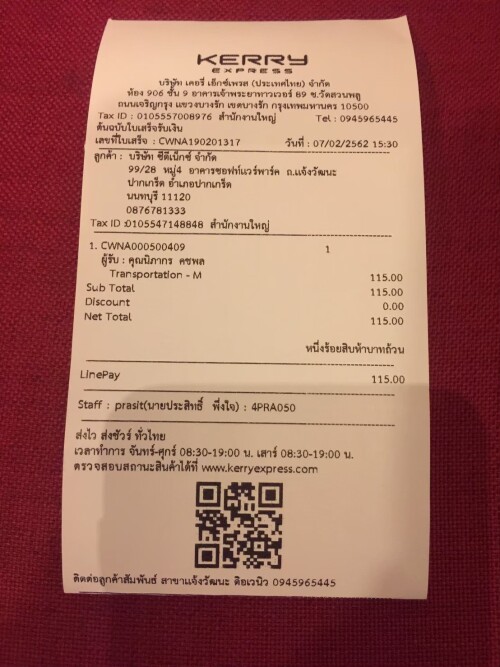 KERRY
EXPRESS
บริษัท เคอรี่ เอ็กซ์เพรส (ประเทศไทย) จำกัด
ห้อง 906 ชั้น 9 อาคารเจ้าพระยาทาวเวอร์ 89 ซ.วัดสวนพลู
ถนนเจริญกรุง แขวงบางรัก เขตบางรัก กรุงเทพมหานคร 10500
Tax ID : 0105557008976 สำนักงานใหญ่ Tel : 0945965445
ต้นฉบับใบเสร็จรับเงิน
เลขที่ใบเสร็จ : CWNA190201317 วันที่ : 07/02/2562 15:30
ลูกค้า : บริษัท ซีดีเน็กซ์ จำกัด
99/28 หมู่4 อาคารซอฟท์แวร์พาร์ค ถ.แจ้งวัฒนะ
ปากเกร็ด อำเภอปากเกร็ด
นนทบุรี 11120
0876781333
Tax ID :0105547148848 สำนักงานใหญ่
1. CWNA000500409 1
ผู้รับ : คุณนิภากร คชพล
Transportation - M 115.00
Sub Total 115.00
Discount 0.00
Net Total 115.00
หนึ่งร้อยสิบห้าบาทถ้วน
LinePay 115.00
Staff : prasit(นายประสิทธิ์ พึ่งใจ) : 4PRA050
ส่งไว ส่งชัวร์ ทั่วไทย
เวลาทำการ จันทร์-ศุกร์ 08:30-19:00 น. เสาร์ 08:30-19:00 น.
ตรวจสอบสถานะสินค้าได้ที่ www.kerryexpress.com
ติดต่อลูกค้าสัมพันธ์ สาขาแจ้งวัฒนะ ดิอเวนิว 0945965445